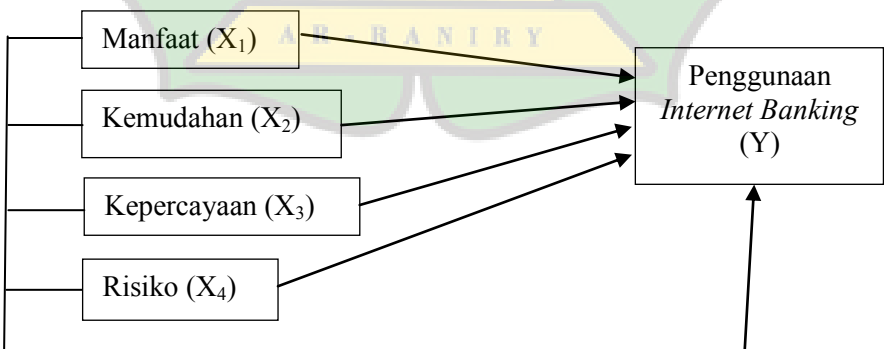 Manfaat (X₁)
AR-RANIRY
Kemudahan (X₂)
Kepercayaan (X₃)
Risiko (X₄)
Penggunaan
Internet Banking
(Y)